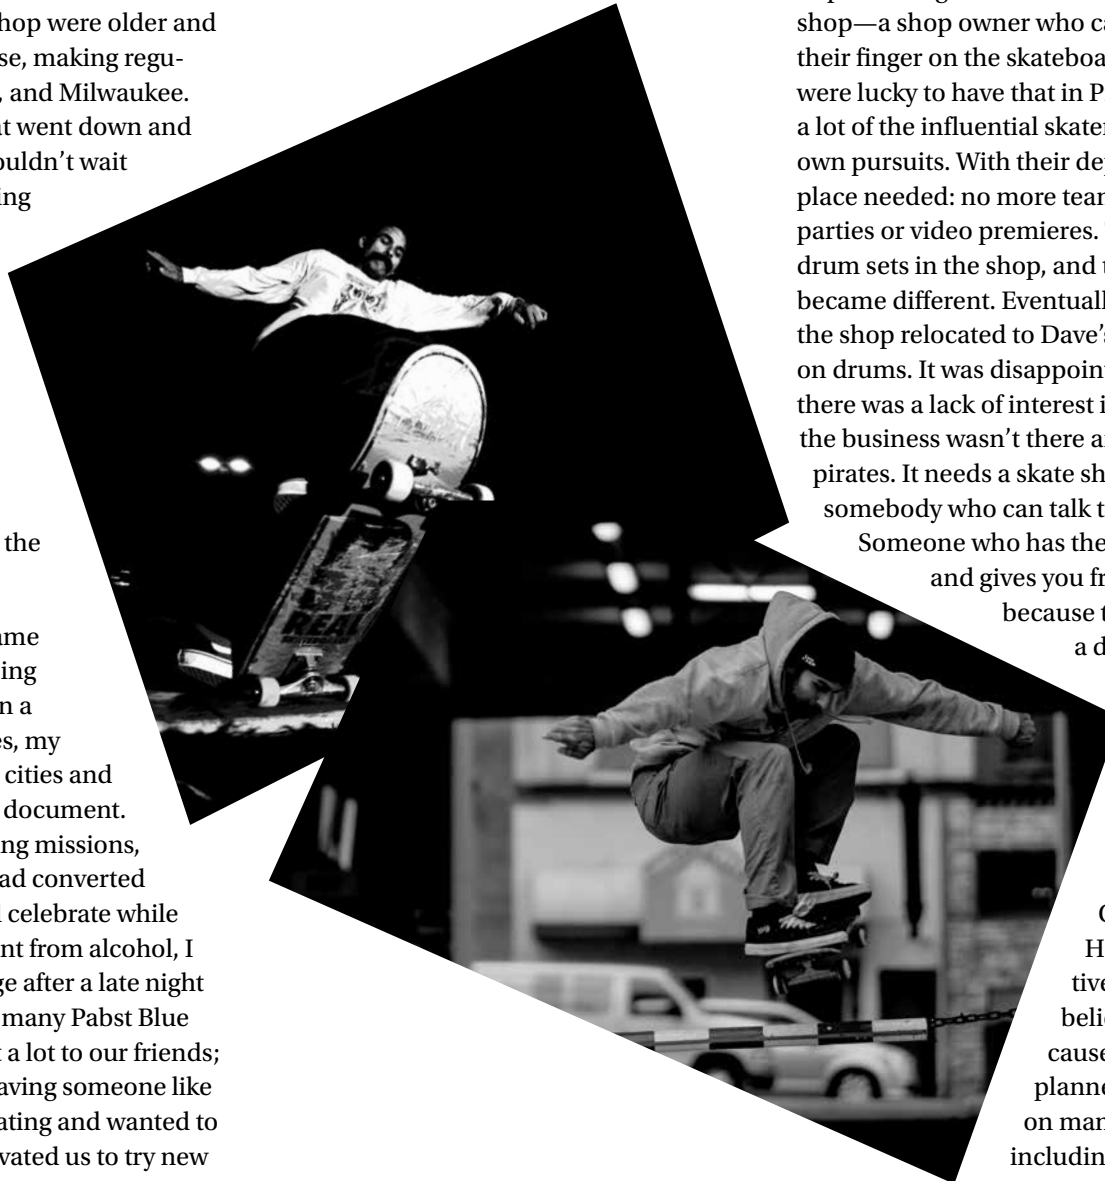 hop were older and
se, making regu-
, and Milwaukee.
at went down and
ouldn't wait
ing
the
ame
ing
n a
es, my
cities and
document.
ng missions,
ad converted
l celebrate while
nt from alcohol, I
ge after a late night
many Pabst Blue
t a lot to our friends;
aving someone like
ating and wanted to
vated us to try new
REAL
shop—a shop owner who ca
their finger on the skateboa
were lucky to have that in P
a lot of the influential skater
own pursuits. With their dep
place needed: no more team
parties or video premieres.
drum sets in the shop, and t
became different. Eventuall
the shop relocated to Dave's
on drums. It was disappoint
there was a lack of interest i
the business wasn't there a
pirates. It needs a skate sh
somebody who can talk t
Someone who has the
and gives you fr
because t
a d
H
tive
belie
cause
planne
on man
includin